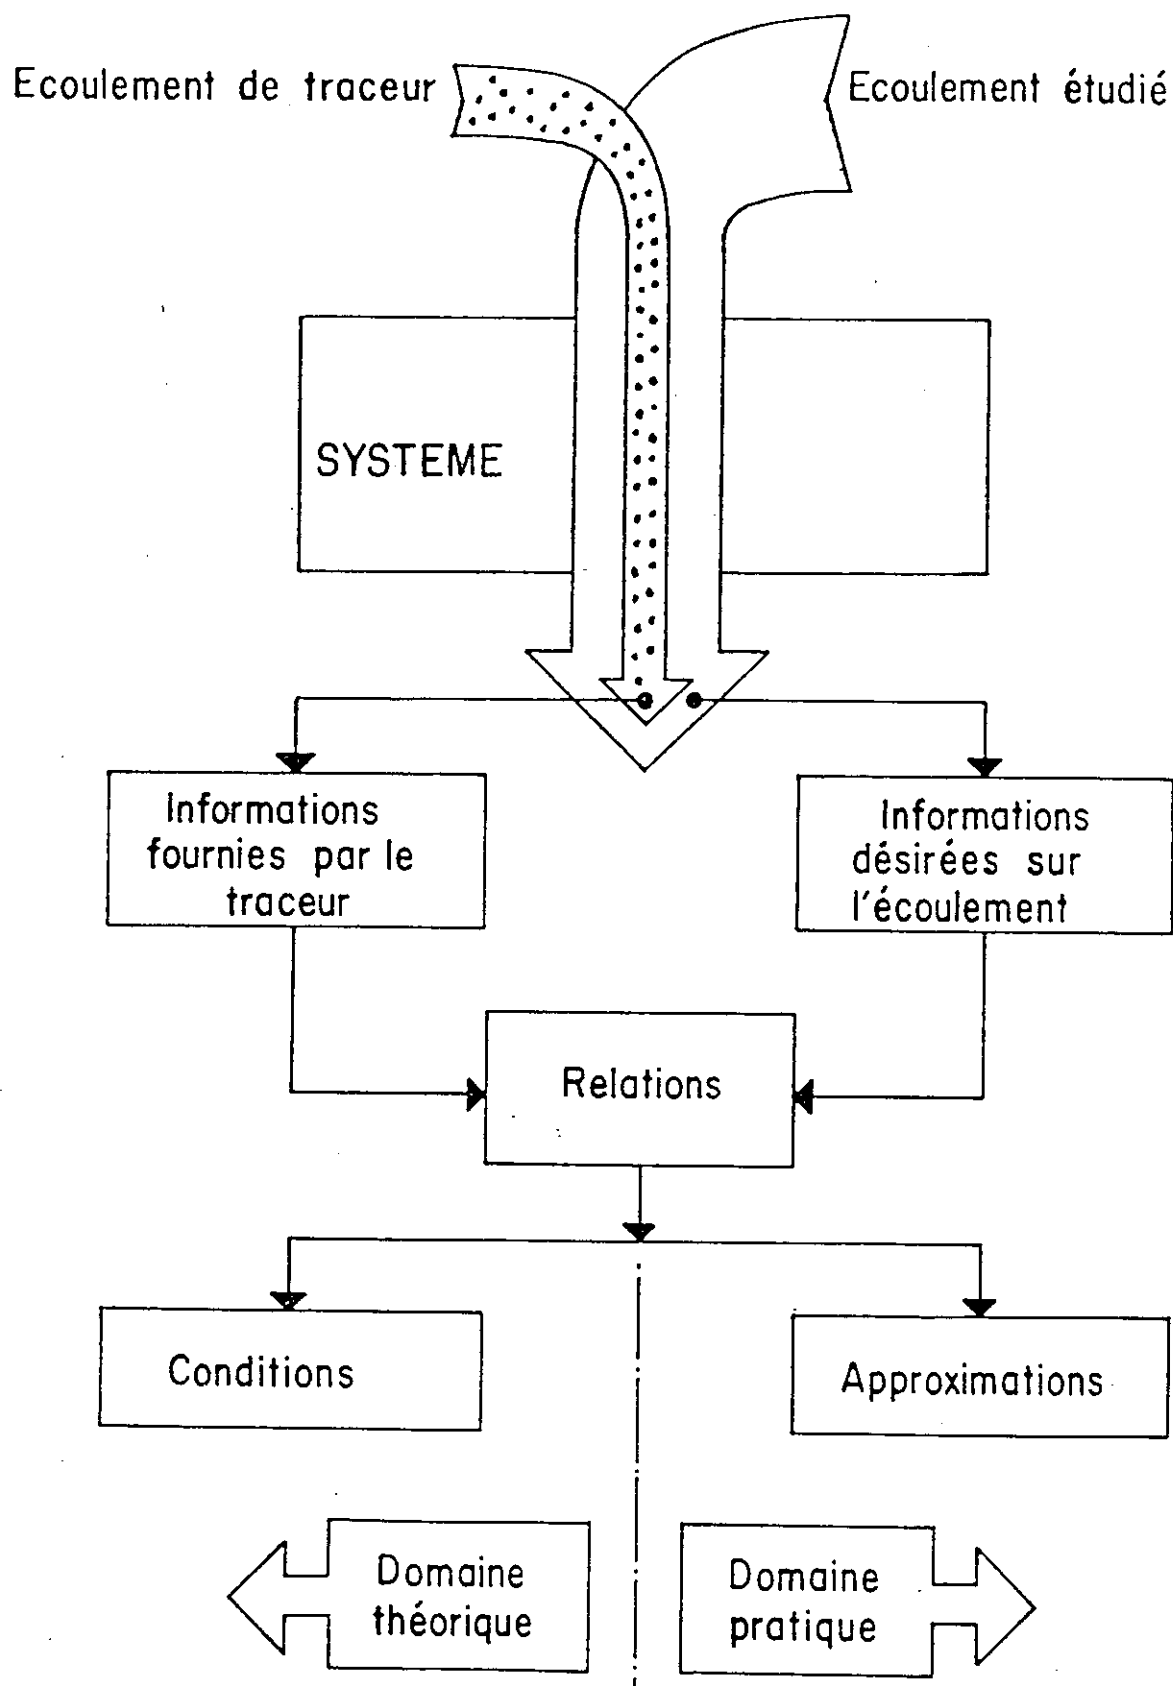 Ecoulement de traceur
Ecoulement étudié
SYSTEME
Informations
fournies par le
traceur
Informations
désirées sur
l'écoulement
Relations
Conditions
Approximations
Domaine
théorique
Domaine
pratique